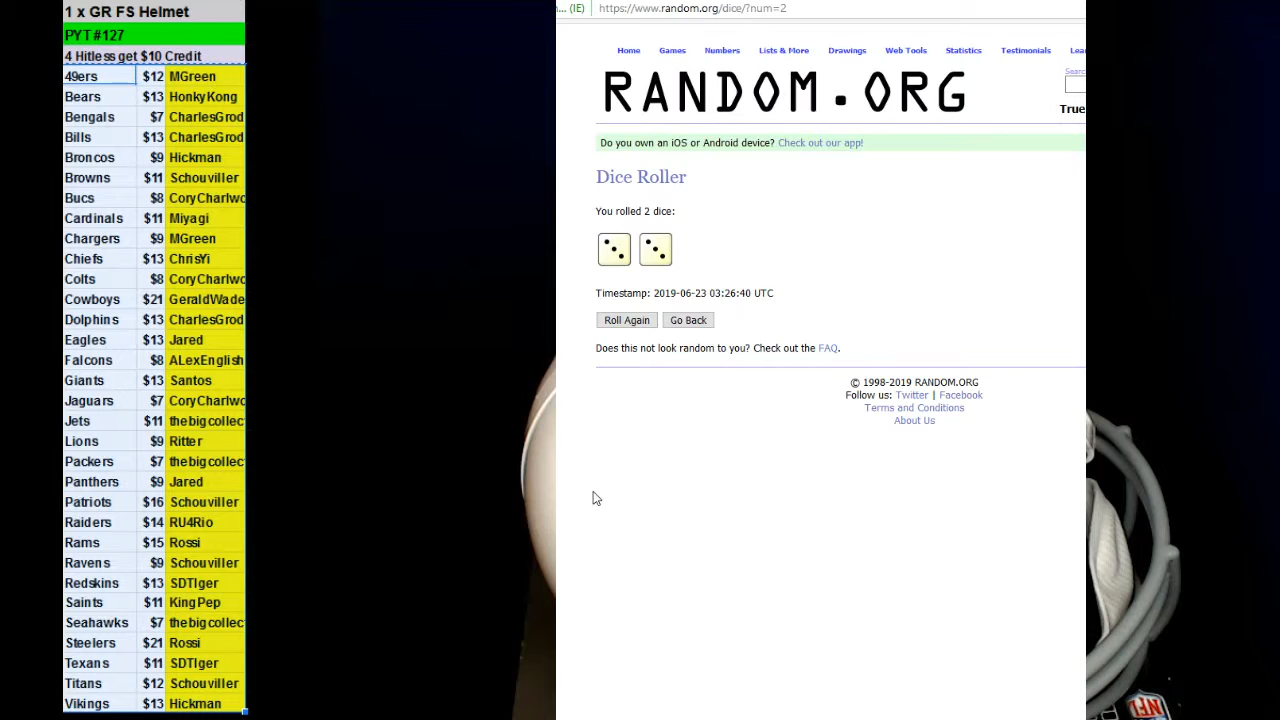 1 x GR FS Helmet
PYT #127
4 Hitless get $10 Credit
49ers $12 MGreen
Bears $13 HonkyKong
Bengals $7 CharlesGrod
Bills $13 CharlesGrod
Broncos $9 Hickman
Browns $11 Schouviller
Bucs $8 CoryCharlwo
Cardinals $11 Miyagi
Chargers $9 MGreen
Chiefs $13 ChrisYi
Colts $8 CoryCharlwo
Cowboys $21 GeraldWade
Dolphins $13 CharlesGrod
Eagles $13 Jared
Falcons $8 ALexEnglish
Giants $13 Santos
Jaguars $7 CoryCharlwo
Jets $11 thebigcollec
Lions $9 Ritter
Packers $7 thebigcollec
Panthers $9 Jared
Patriots $16 Schouviller
Raiders $14 RU4Rio
Rams $15 Rossi
Ravens $9 Schouviller
Redskins $13 SDTIger
Saints $11 KingPep
Seahawks $7 thebigcollec
Steelers $21 Rossi
Texans $11 SDTIger
Titans $12 Schouviller
Vikings $13 Hickman
... (IE) https://www.random.org/dice/?num=2
Home Games Numbers Lists & More Drawings Web Tools Statistics Testimonials Lear
Searc
RANDOM.ORG
True
Do you own an iOS or Android device? Check out our app!
Dice Roller
You rolled 2 dice:
Timestamp: 2019-06-23 03:26:40 UTC
Roll Again Go Back
Does this not look random to you? Check out the FAQ.
© 1998-2019 RANDOM.ORG
Follow us: Twitter | Facebook
Terms and Conditions
About Us
NFL